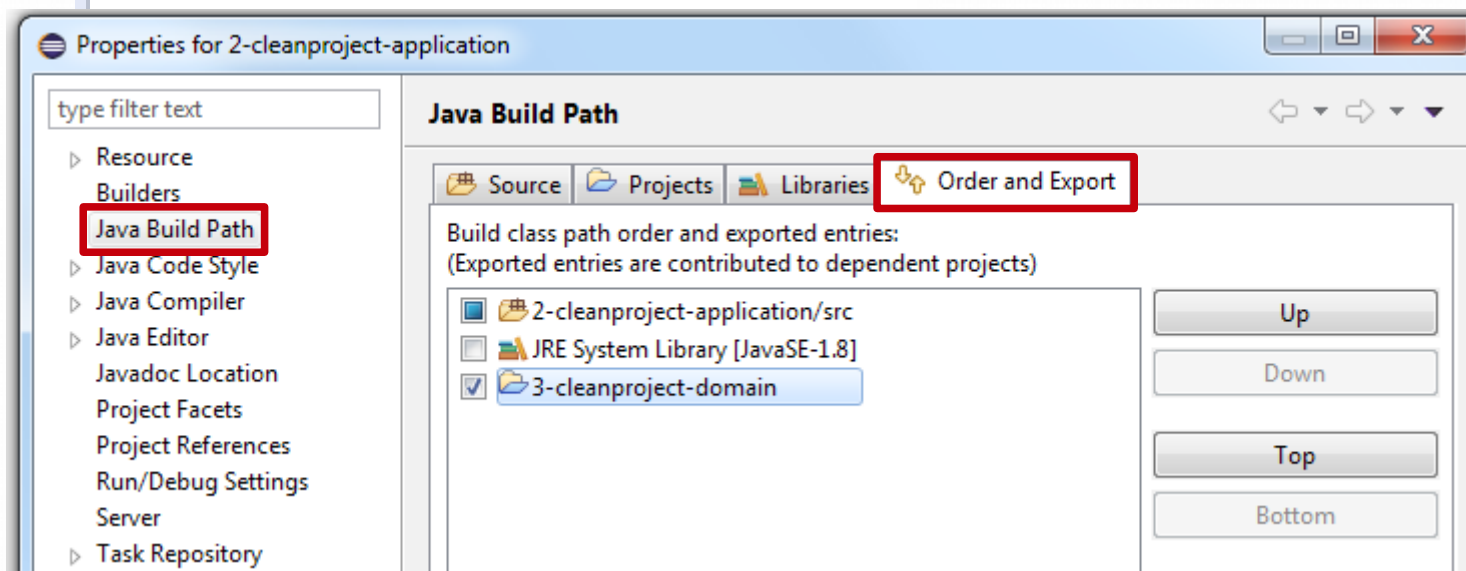 Properties for 2-cleanproject-application
type filter text
Resource
Builders
Java Build Path
Java Code Style
Java Compiler
Java Editor
Javadoc Location
Project Facets
Project References
Run/Debug Settings
Server
Task Repository
Java Build Path
Source Projects Libraries Order and Export
Build class path order and exported entries:
(Exported entries are contributed to dependent projects)
2-cleanproject-application/src
JRE System Library [JavaSE-1.8]
3-cleanproject-domain
Up
Down
Top
Bottom